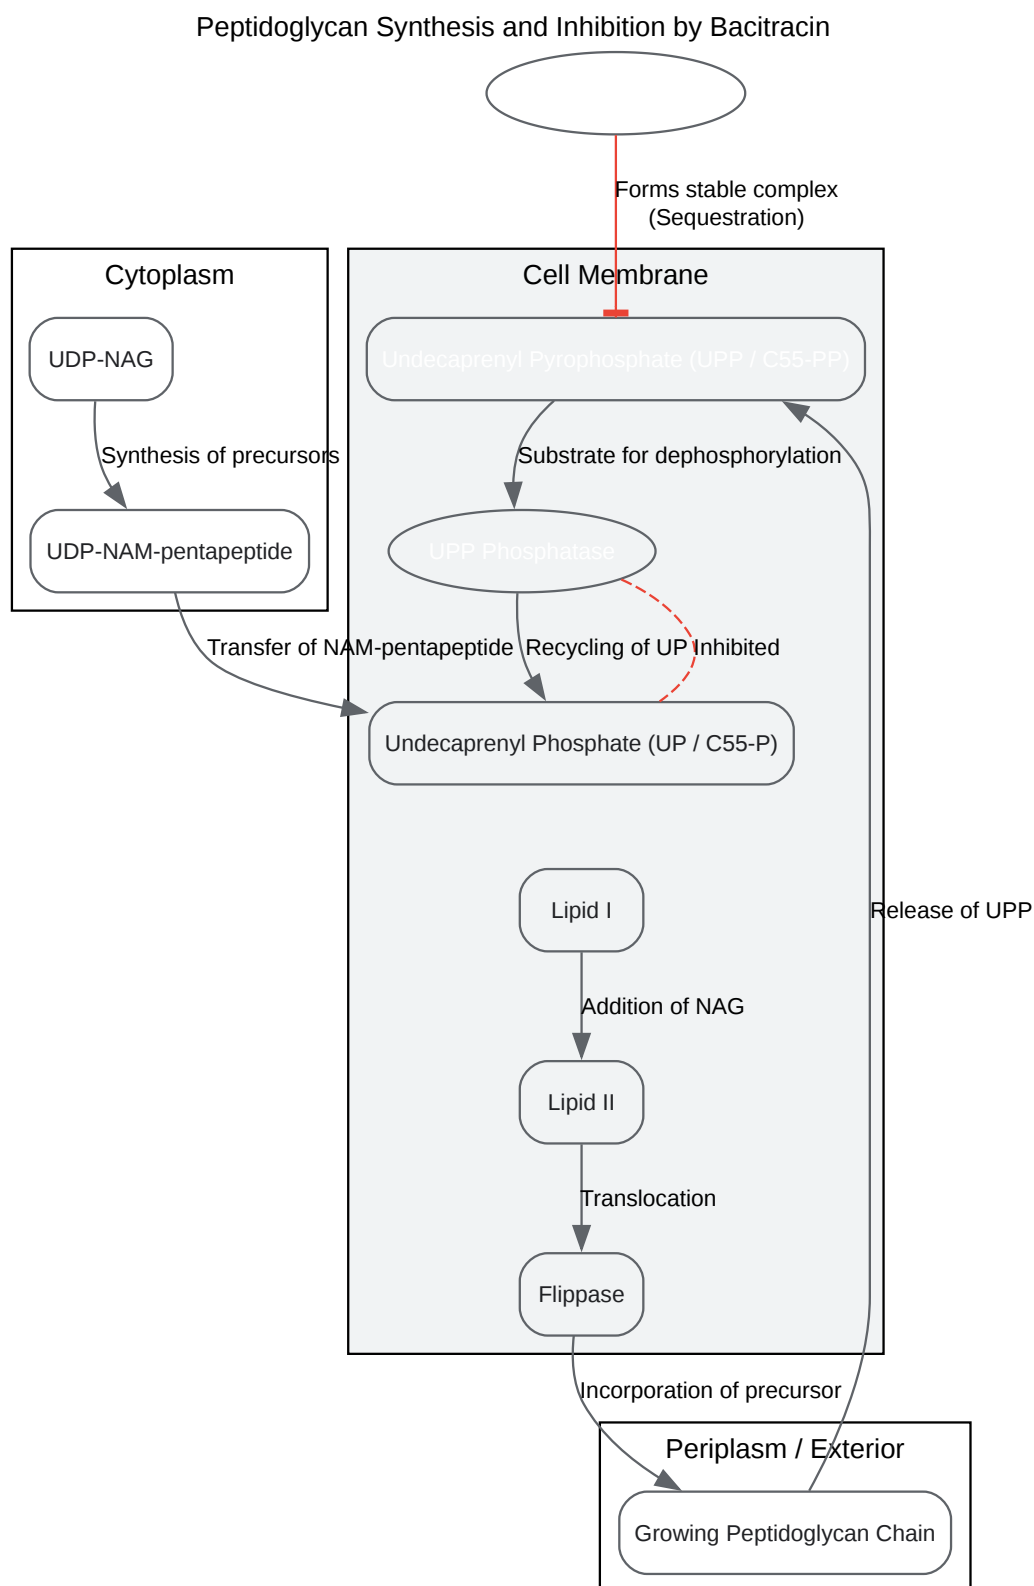 Peptidoglycan Synthesis and Inhibition by Bacitracin
Forms stable complex
(Sequestration)
Cytoplasm
Cell Membrane
UDP-NAG
Undecaprenyl Pyrophosphate (UPP / C55-PP)
Synthesis of precursors
Substrate for dephosphorylation
UDP-NAM-pentapeptide
UPP Phosphatase
Transfer of NAM-pentapeptide
Recycling of UP
Inhibited
Undecaprenyl Phosphate (UP / C55-P)
Lipid I
Release of UPP
Addition of NAG
Lipid II
Translocation
Flippase
Incorporation of precursor
Periplasm / Exterior
Growing Peptidoglycan Chain